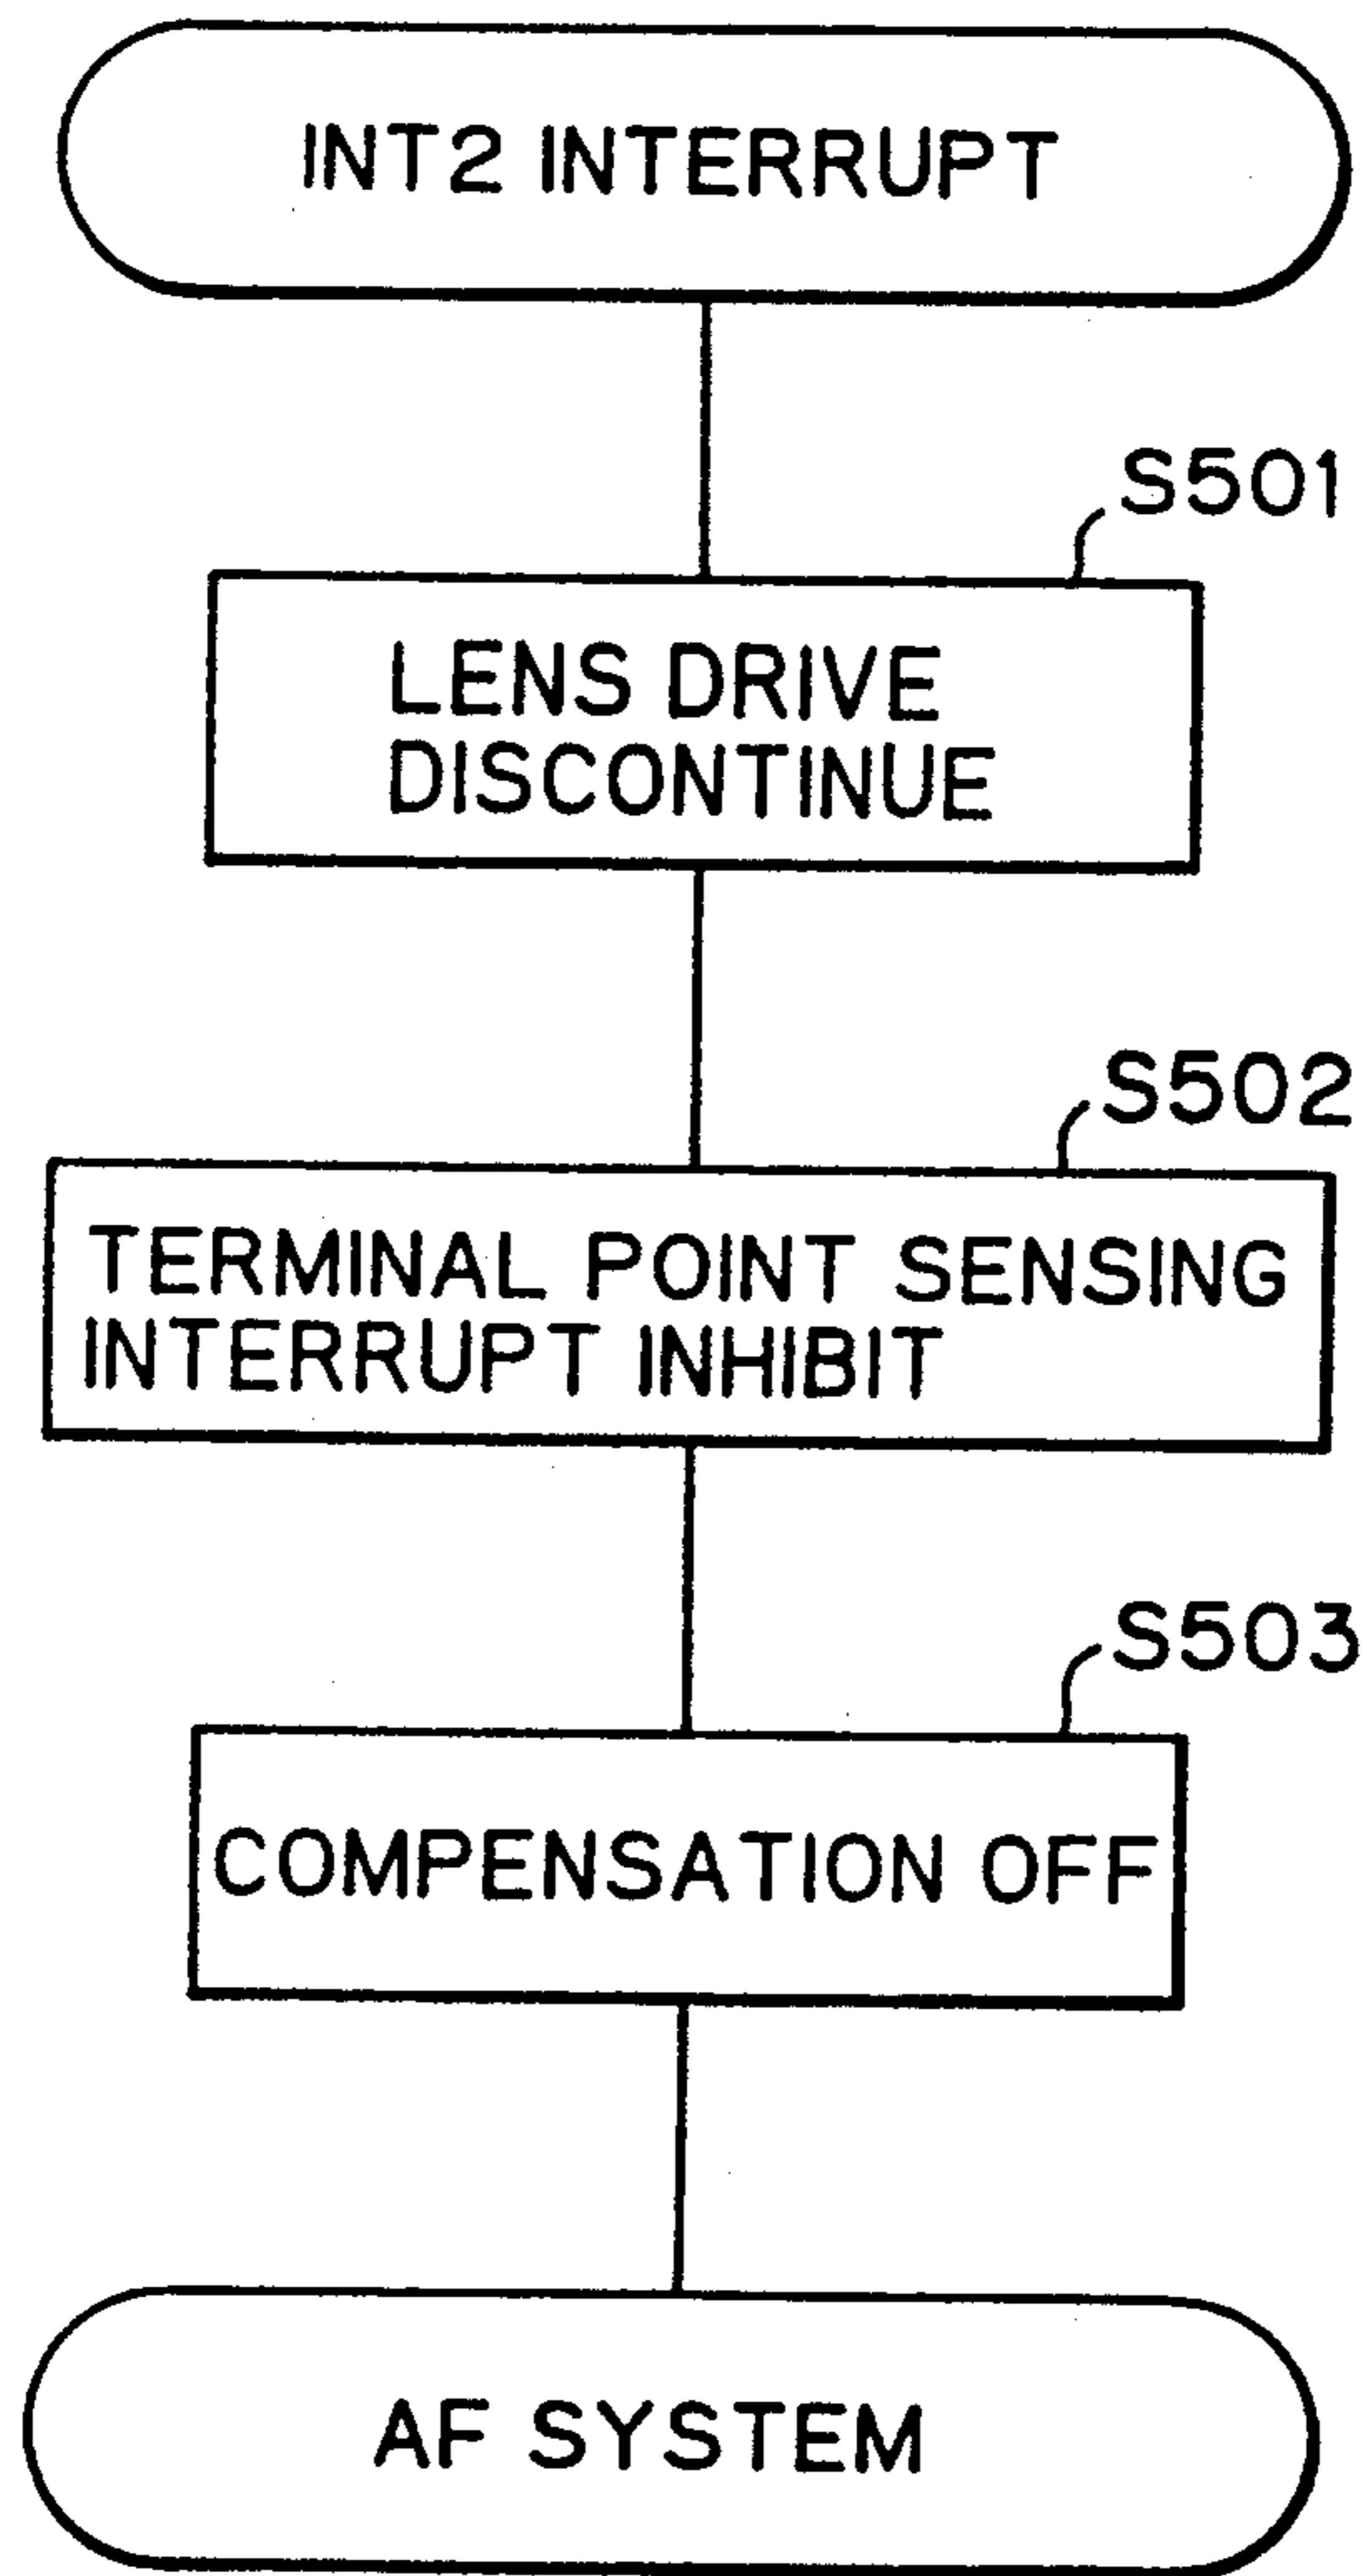 INT2 INTERRUPT
S501
LENS DRIVE
DISCONTINUE
S502
TERMINAL POINT SENSING
INTERRUPT INHIBIT
S503
COMPENSATION OFF
AF SYSTEM